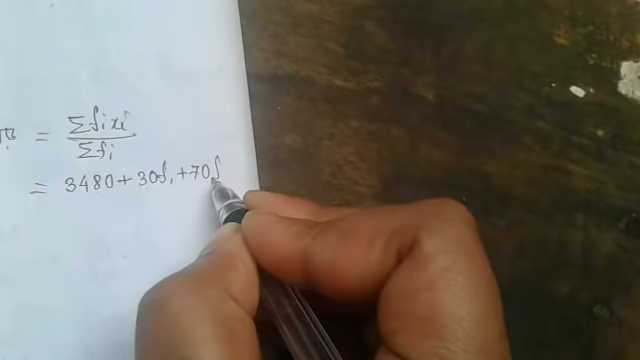 = Σfixi
Σfi
= 3480+30f₁+70f